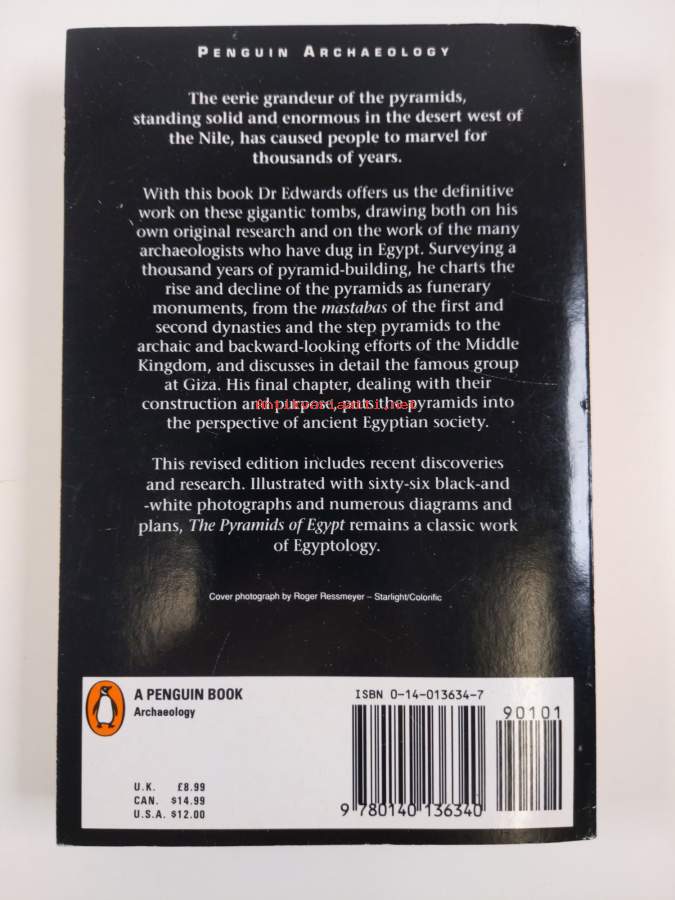 PENGUIN ARCHAEOLOGY
The eerie grandeur of the pyramids,
standing solid and enormous in the desert west of
the Nile, has caused people to marvel for
thousands of years.
With this book Dr Edwards offers us the definitive
work on these gigantic tombs, drawing both on his
own original research and on the work of the many
archaeologists who have dug in Egypt. Surveying a
thousand years of pyramid-building, he charts the
rise and decline of the pyramids as funerary
monuments, from the mastabas of the first and
second dynasties and the step pyramids to the
archaic and backward-looking efforts of the Middle
Kingdom, and discusses in detail the famous group
at Giza. His final chapter, dealing with their
construction and purpose, puts the pyramids into
Antikvariaatti.net
the perspective of ancient Egyptian society.
This revised edition includes recent discoveries
and research. Illustrated with sixty-six black-and
-white photographs and numerous diagrams and
plans, The Pyramids of Egypt remains a classic work
of Egyptology.
Cover photograph by Roger Ressmeyer – Starlight/Colorific
A PENGUIN BOOK
Archaeology
U.K. £8.99
CAN. $14.99
U.S.A. $12.00
ISBN 0-14-013634-7
90101
9 780140 136340